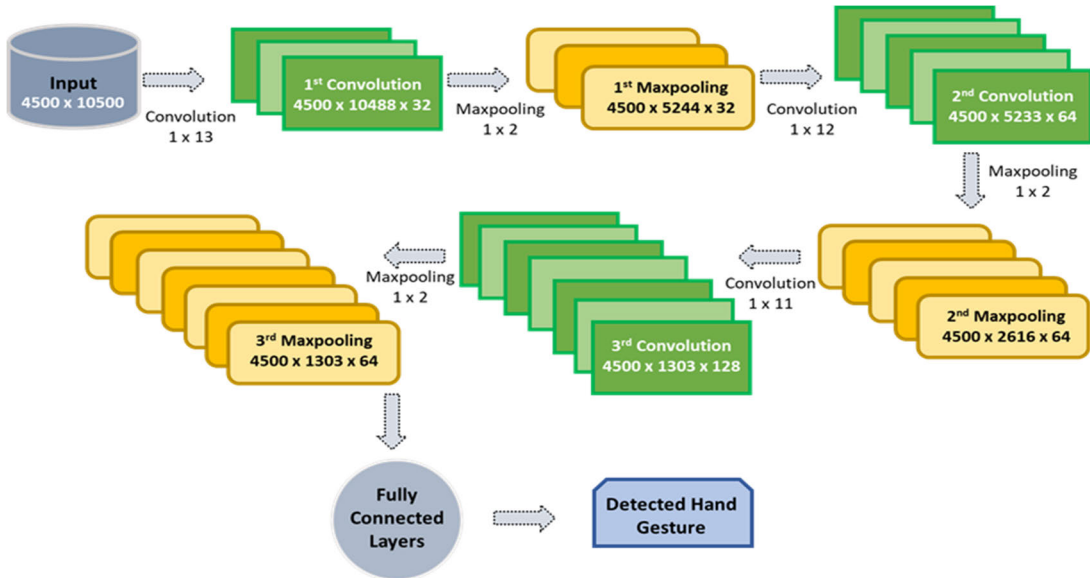 Input
4500 x 10500
Convolution
1 x 13
1st Convolution
4500 x 10488 x 32
Maxpooling
1 x 2
1st Maxpooling
4500 x 5244 x 32
Convolution
1 x 12
2nd Convolution
4500 x 5233 x 64
Maxpooling
1 x 2
2nd Maxpooling
4500 x 2616 x 64
Convolution
1 x 11
3rd Convolution
4500 x 1303 x 128
Maxpooling
1 x 2
3rd Maxpooling
4500 x 1303 x 64
Fully
Connected
Layers
Detected Hand
Gesture